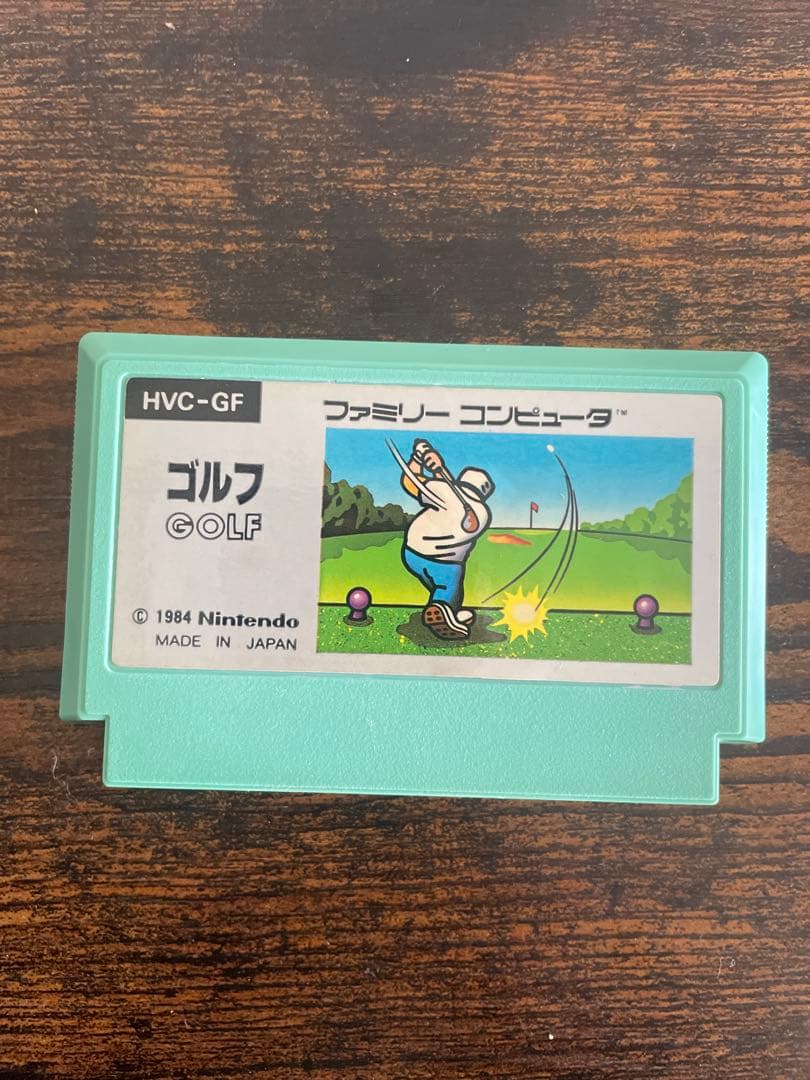 HVC-GF
ファミリー コンピュータ™
ゴルフ
GOLF
© 1984 Nintendo
MADE IN JAPAN